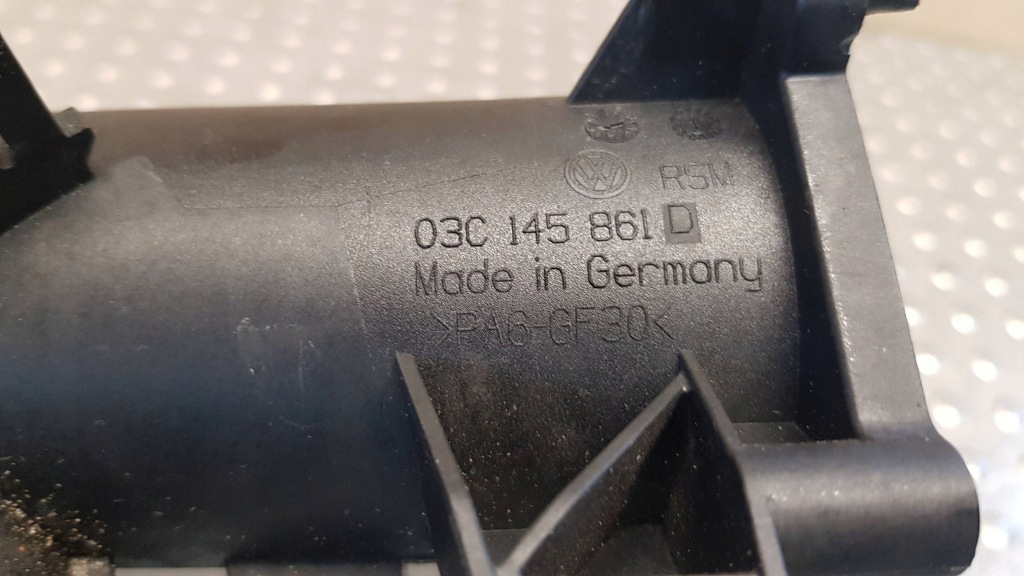 RSM
03C 145 861 D
Made in Germany
>PA6-GF30<